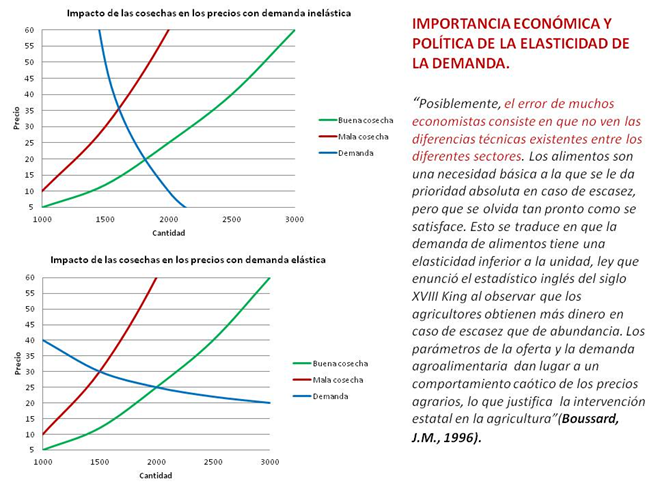 Impacto de las cosechas en los precios con demanda inelástica
60
55
50
45
40
35
30
25
20
15
10
5
Precio
1000
1500
2000
2500
3000
Cantidad
Buena cosecha
Mala cosecha
Demanda
Impacto de las cosechas en los precios con demanda elástica
60
55
50
45
40
35
30
25
20
15
10
5
Precio
1000
1500
2000
2500
3000
Cantidad
Buena cosecha
Mala cosecha
Demanda
IMPORTANCIA ECONÓMICA Y
POLÍTICA DE LA ELASTICIDAD DE
LA DEMANDA.
“Posiblemente, el error de muchos
economistas consiste en que no ven las
diferencias técnicas existentes entre los
diferentes sectores. Los alimentos son
una necesidad básica a la que se le da
prioridad absoluta en caso de escasez,
pero que se olvida tan pronto como se
satisface. Esto se traduce en que la
demanda de alimentos tiene una
elasticidad inferior a la unidad, ley que
enunció el estadístico inglés del siglo
XVIII King al observar que los
agricultores obtienen más dinero en
caso de escasez que de abundancia. Los
parámetros de la oferta y la demanda
agroalimentaria dan lugar a un
comportamiento caótico de los precios
agrarios, lo que justifica la intervención
estatal en la agricultura”(Boussard,
J.M., 1996).